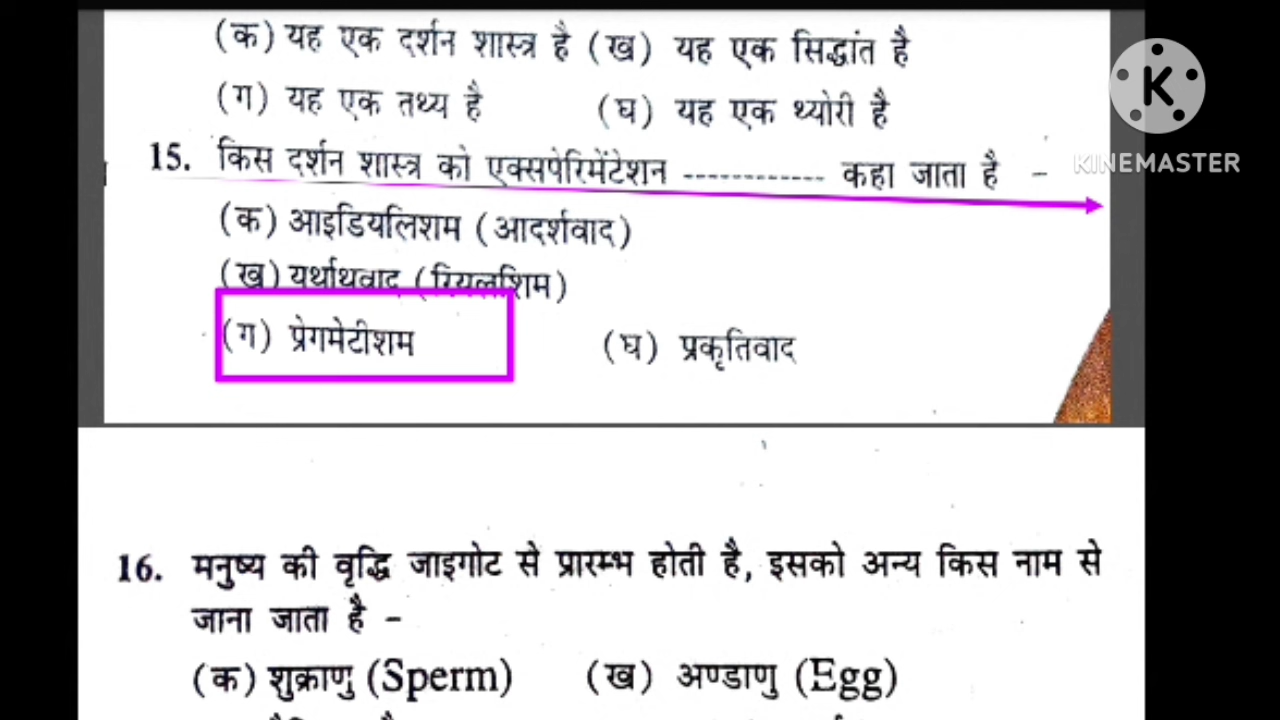 (क) यह एक दर्शन शास्त्र है (ख) यह एक सिद्धांत है
(ग) यह एक तथ्य है (घ) यह एक थ्योरी है
15. किस दर्शन शास्त्र को एक्सपेरिमेंटेशन ------------ कहा जाता है –
(क) आइडियलिशम (आदर्शवाद)
(ख) यर्थाथवाद (रियलशिम)
(ग) प्रेगमेटीशम (घ) प्रकृतिवाद
16. मनुष्य की वृद्धि जाइगोट से प्रारम्भ होती है, इसको अन्य किस नाम से
जाना जाता है –
(क) शुक्राणु (Sperm) (ख) अण्डाणु (Egg)
K
KINEMASTER